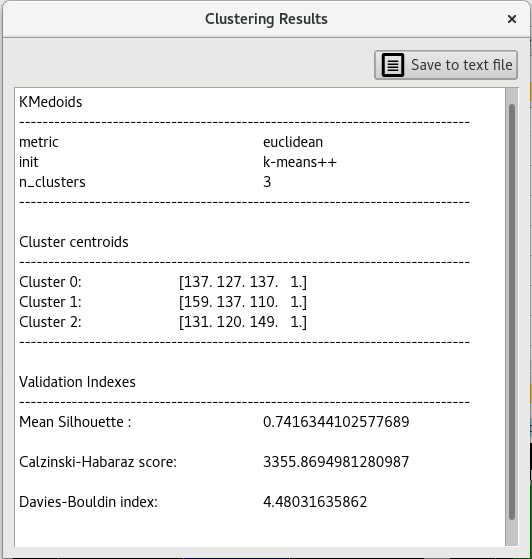 Clustering Results
×
Save to text file
KMedoids
--------------------------------------------------------------------------------
metric euclidean
init k-means++
n_clusters 3
--------------------------------------------------------------------------------
Cluster centroids
--------------------------------------------------------------------------------
Cluster 0: [137. 127. 137. 1.]
Cluster 1: [159. 137. 110. 1.]
Cluster 2: [131. 120. 149. 1.]
--------------------------------------------------------------------------------
Validation Indexes
--------------------------------------------------------------------------------
Mean Silhouette : 0.7416344102577689
Calzinski-Habaraz score: 3355.8694981280987
Davies-Bouldin index: 4.48031635862